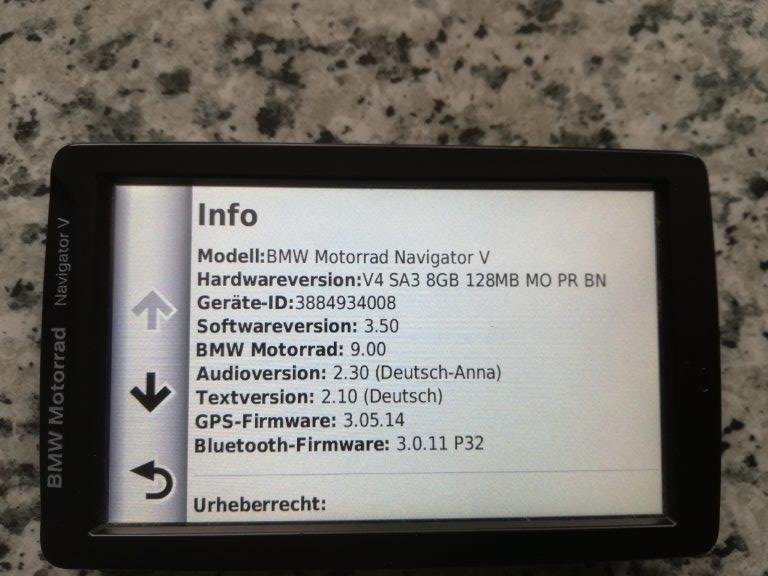 Info
Modell:BMW Motorrad Navigator V
Hardwareversion:V4 SA3 8GB 128MB MO PR BN
Geräte-ID:3884934008
Softwareversion: 3.50
BMW Motorrad: 9.00
Audioversion: 2.30 (Deutsch-Anna)
Textversion: 2.10 (Deutsch)
GPS-Firmware: 3.05.14
Bluetooth-Firmware: 3.0.11 P32
Urheberrecht:
BMW Motorrad Navigator V